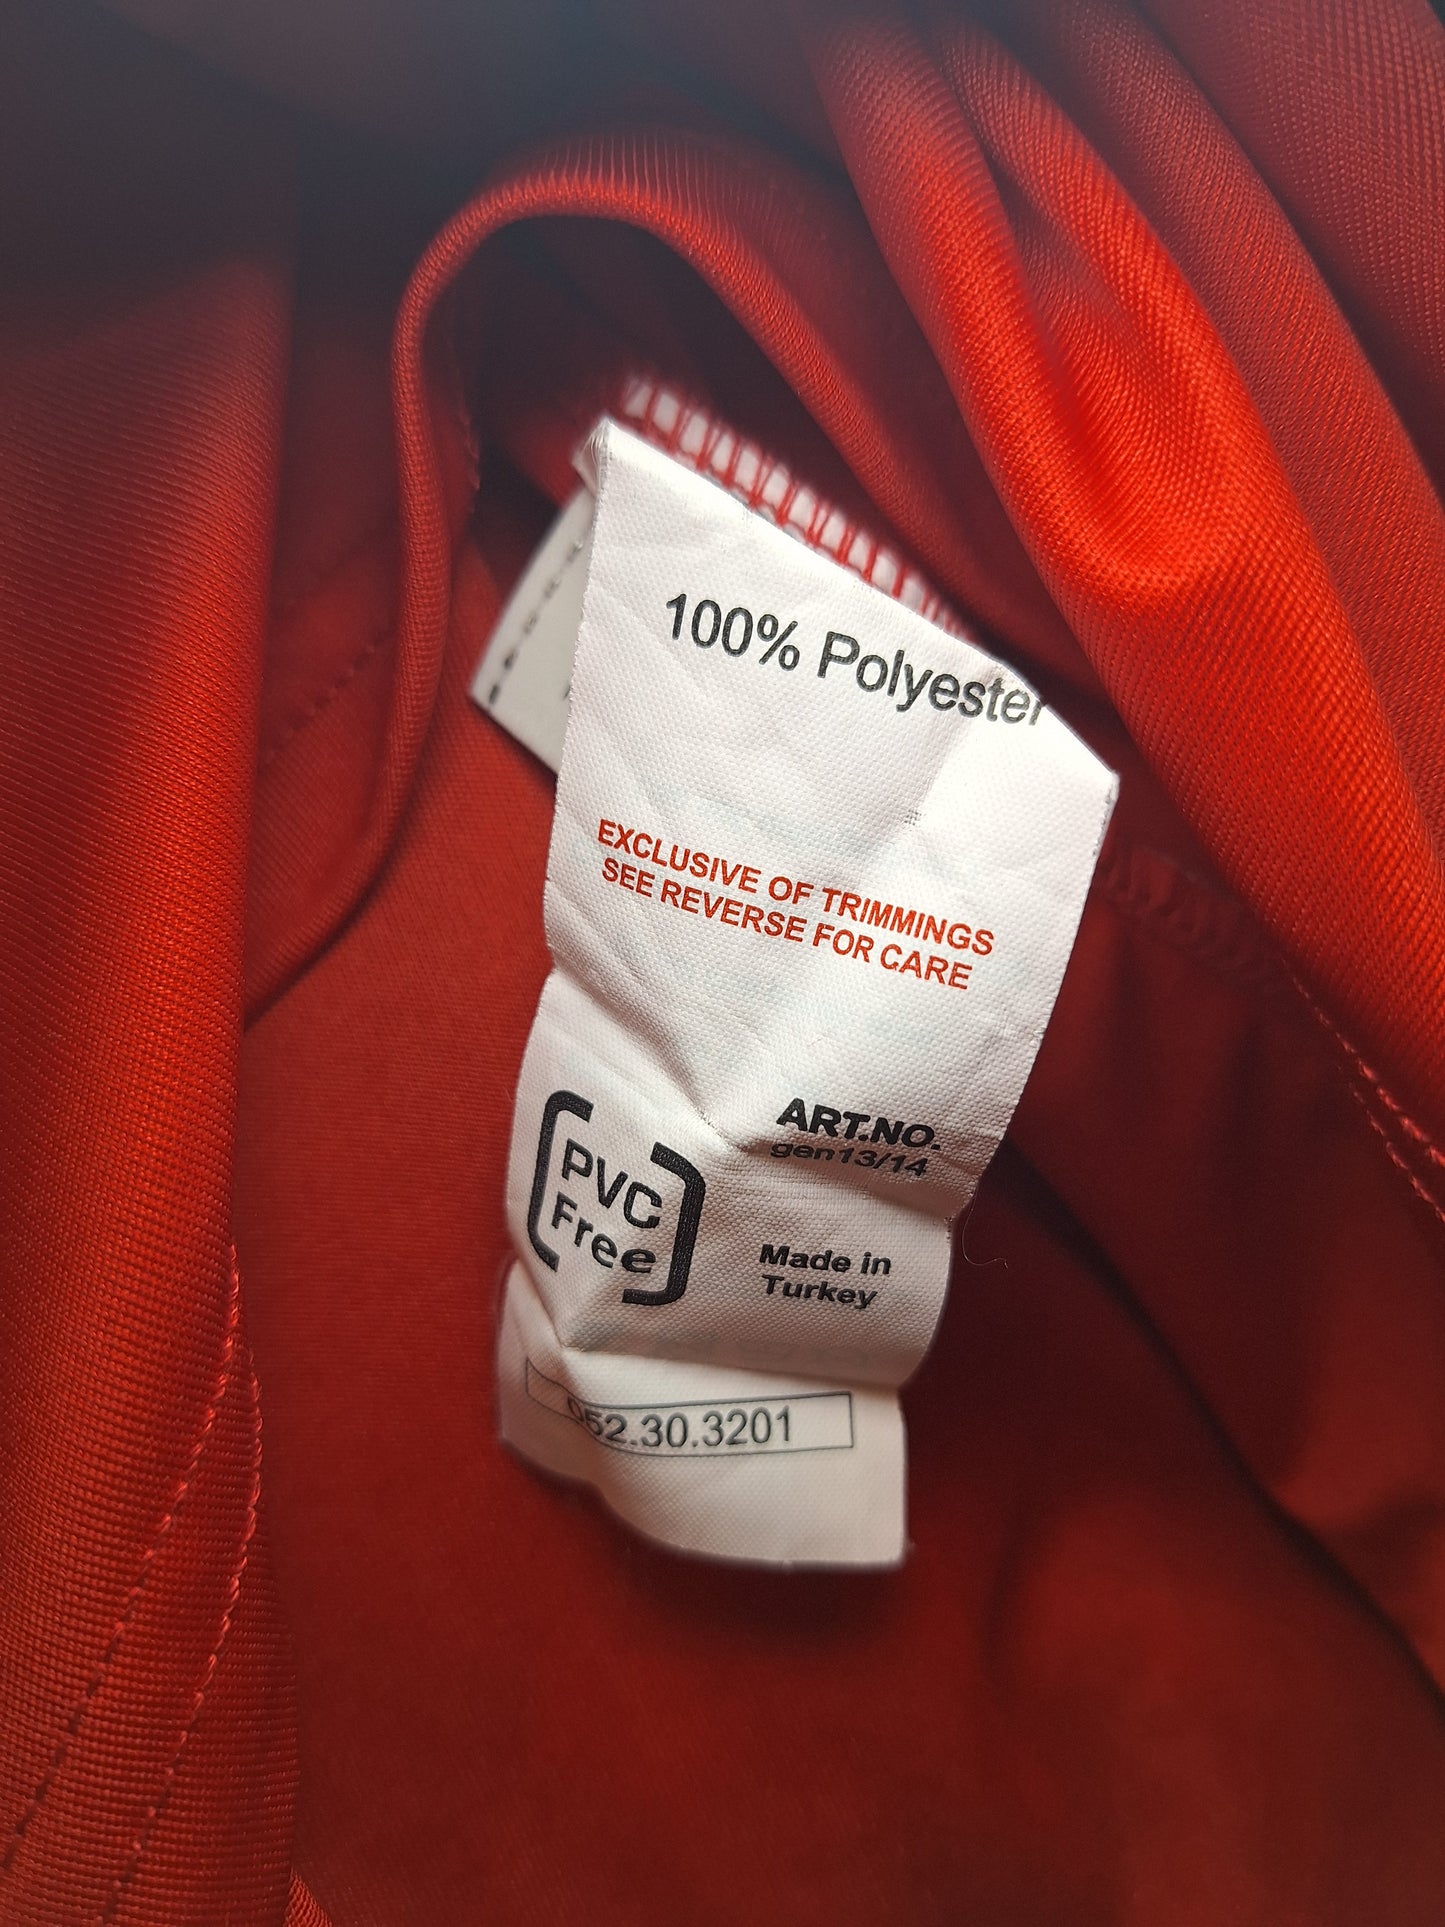 100% Polyester
EXCLUSIVE OF TRIMMINGS
SEE REVERSE FOR CARE
ART.NO.
gen13/14
PVC
Free
Made in
Turkey
052.30.3201